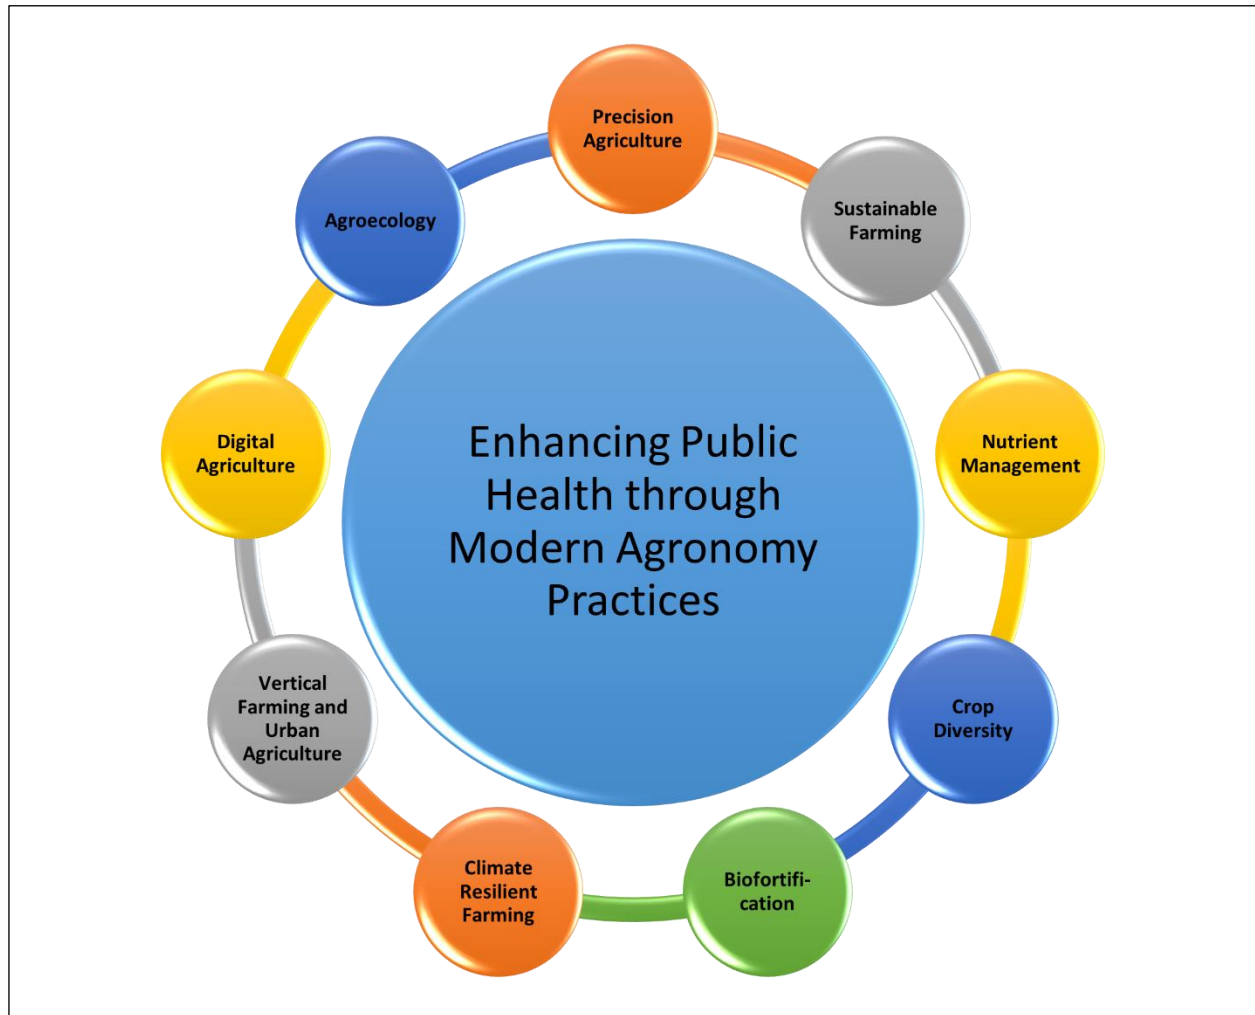 Precision
Agriculture
Sustainable
Farming
Nutrient
Management
Crop
Diversity
Biofortifi-
cation
Climate
Resilient
Farming
Vertical
Farming and
Urban
Agriculture
Digital
Agriculture
Agroecology
Enhancing Public
Health through
Modern Agronomy
Practices